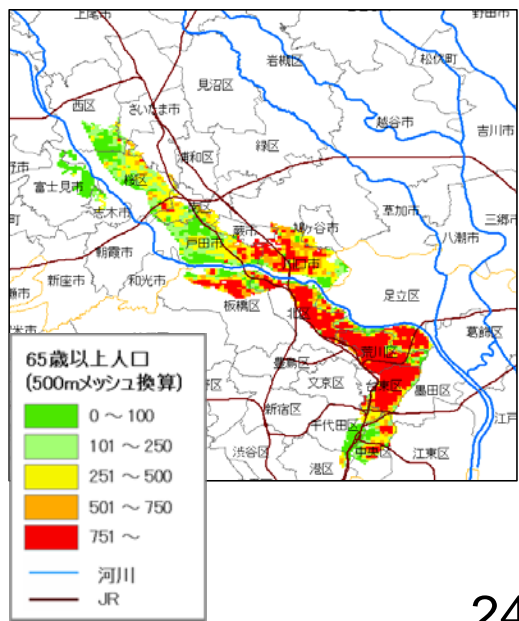 上尾市
野田市
岩槻区
松伏町
見沼区
西区
さいたま市
越谷市
吉川市
緑区
浦和区
富士見市
桜区
志木市
南区
草加市
三郷市
鳩ヶ谷市
蕨市
八潮市
戸田市
川口市
朝霞市
新座市
和光市
足立区
板橋区
北区
葛飾区
荒川区
豊島区
文京区
台東区
墨田区
新宿区
千代田区
江戸
渋谷区
中央区
江東区
港区
65歳以上人口
(500mメッシュ換算)
0 ～ 100
101 ～ 250
251 ～ 500
501 ～ 750
751 ～
河川
JR
24